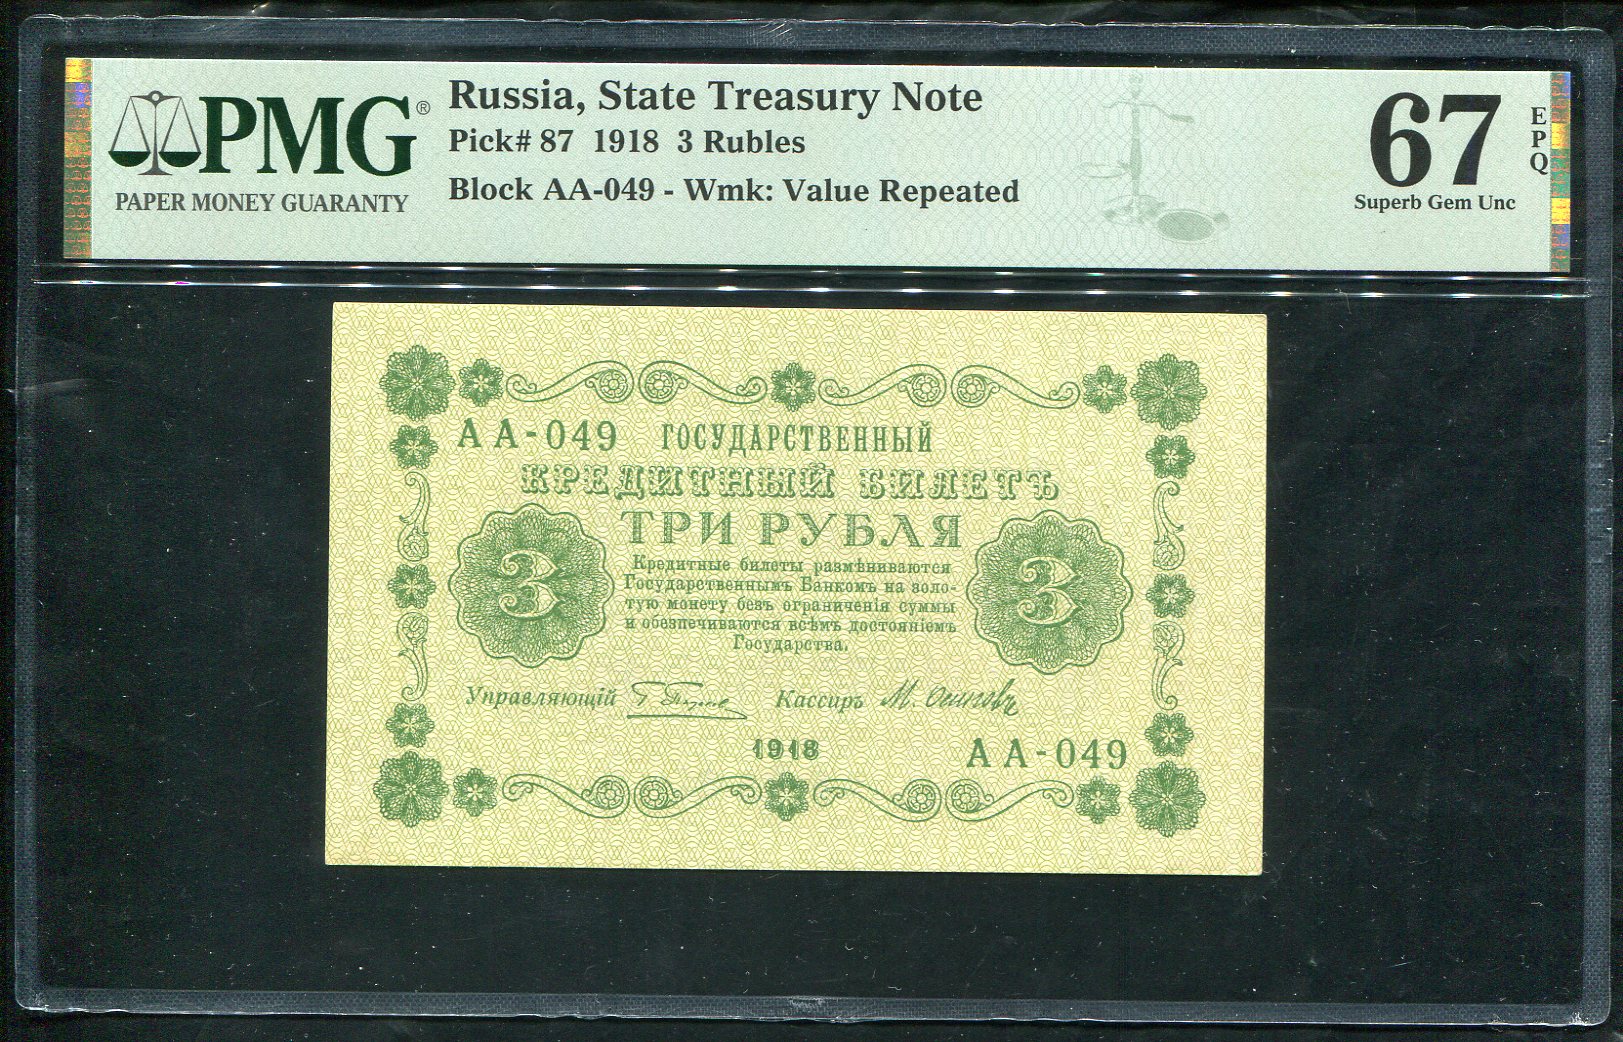 PMG®
PAPER MONEY GUARANTY
Russia, State Treasury Note
Pick# 87 1918 3 Rubles
Block AA-049 - Wmk: Value Repeated
67
EPQ
Superb Gem Unc
АА-049 ГОСУДАРСТВЕННЫЙ
КРЕДИТНЫЙ БИЛЕТЪ
ТРИ РУБЛЯ
3
3
Кредитные билеты размѣниваются
Государственнымъ Банкомъ на золо-
тую монету безъ ограниченія суммы
и обезпечиваются всѣмъ достояніемъ
Государства.
Управляющій
Кассиръ
1918
АА-049